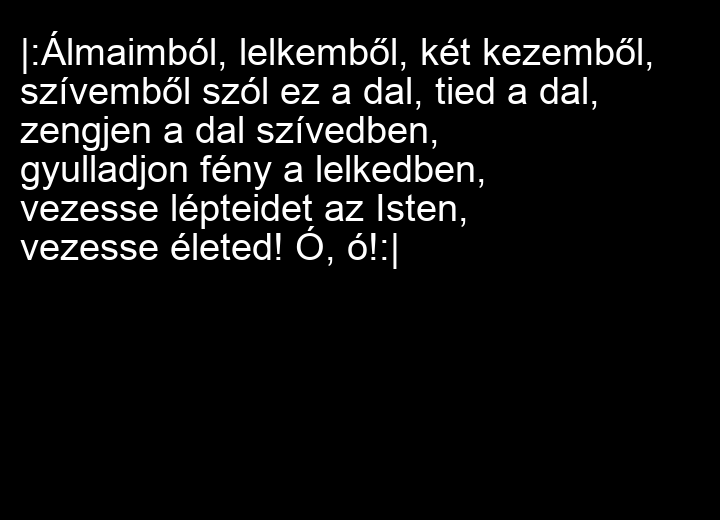 |:Álmaimból, lelkemből, két kezemből,
szívemből szól ez a dal, tied a dal,
zengjen a dal szívedben,
gyulladjon fény a lelkedben,
vezesse lépteidet az Isten,
vezesse életed! Ó, ó!:|